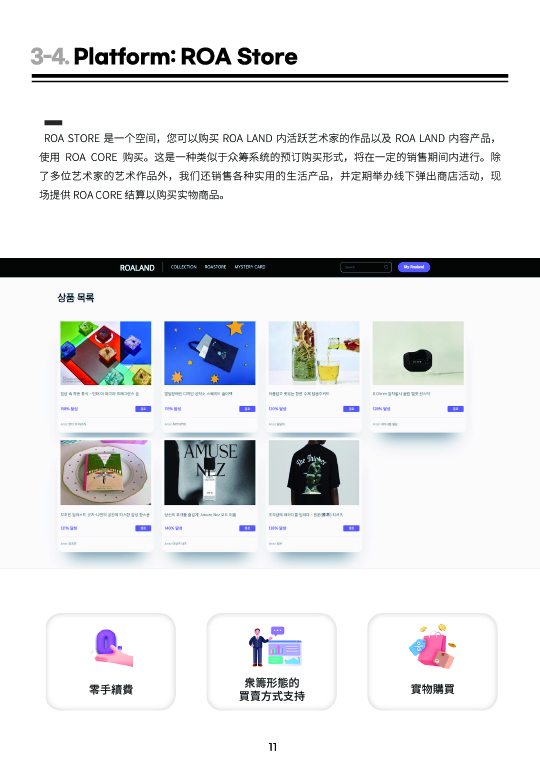 3-4. Platform: ROA Store
ROA STORE 是一个空间，您可以购买 ROA LAND 内活跃艺术家的作品以及 ROA LAND 内容产品，
使用 ROA CORE 购买。这是一种类似于众筹系统的预订购买形式，将在一定的销售期间内进行。除
了多位艺术家的艺术作品外，我们还销售各种实用的生活产品，并定期举办线下弹出商店活动，现
场提供 ROA CORE 结算以购买实物商品。
ROALAND COLLECTION ROASTORE MYSTERY CARD Search My Roaland
상품 목록
AMUSE
NEZ
The Thinker
零手續費
衆籌形態的
買賣方式支持
實物購買
11